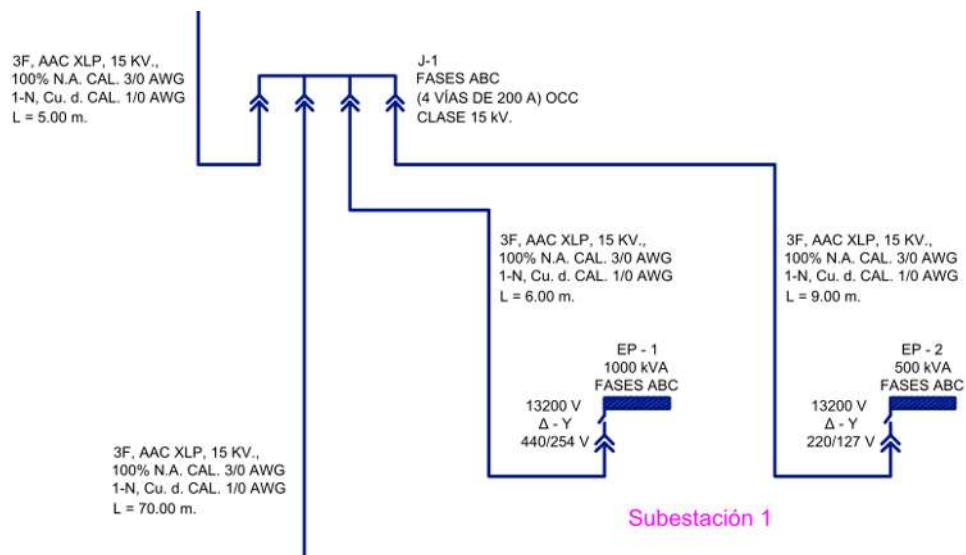 3F, AAC XLP, 15 KV.,
100% N.A. CAL. 3/0 AWG
1-N, Cu. d. CAL. 1/0 AWG
L = 5.00 m.
J-1
FASES ABC
(4 VÍAS DE 200 A) OCC
CLASE 15 kV.
3F, AAC XLP, 15 KV.,
100% N.A. CAL. 3/0 AWG
1-N, Cu. d. CAL. 1/0 AWG
L = 6.00 m.
3F, AAC XLP, 15 KV.,
100% N.A. CAL. 3/0 AWG
1-N, Cu. d. CAL. 1/0 AWG
L = 9.00 m.
EP - 1
1000 kVA
FASES ABC
13200 V
Δ - Y
440/254 V
EP - 2
500 kVA
FASES ABC
13200 V
Δ - Y
220/127 V
3F, AAC XLP, 15 KV.,
100% N.A. CAL. 3/0 AWG
1-N, Cu. d. CAL. 1/0 AWG
L = 70.00 m.
Subestación 1